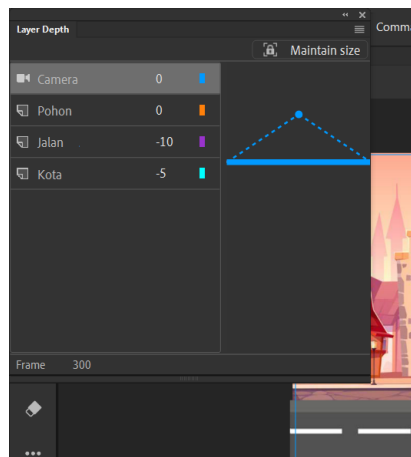 Layer Depth
Comma
Maintain size
Camera 0
Pohon 0
Jalan -10
Kota -5
Frame 300